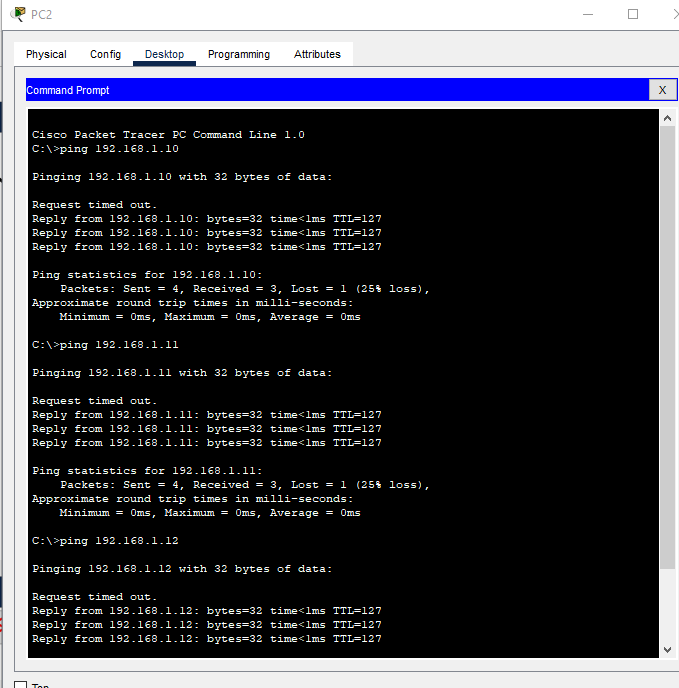 PC2
Physical Config Desktop Programming Attributes
Command Prompt
X
Cisco Packet Tracer PC Command Line 1.0
C:\>ping 192.168.1.10
Pinging 192.168.1.10 with 32 bytes of data:
Request timed out.
Reply from 192.168.1.10: bytes=32 time<1ms TTL=127
Reply from 192.168.1.10: bytes=32 time<1ms TTL=127
Reply from 192.168.1.10: bytes=32 time<1ms TTL=127
Ping statistics for 192.168.1.10:
Packets: Sent = 4, Received = 3, Lost = 1 (25% loss),
Approximate round trip times in milli-seconds:
Minimum = 0ms, Maximum = 0ms, Average = 0ms
C:\>ping 192.168.1.11
Pinging 192.168.1.11 with 32 bytes of data:
Request timed out.
Reply from 192.168.1.11: bytes=32 time<1ms TTL=127
Reply from 192.168.1.11: bytes=32 time<1ms TTL=127
Reply from 192.168.1.11: bytes=32 time<1ms TTL=127
Ping statistics for 192.168.1.11:
Packets: Sent = 4, Received = 3, Lost = 1 (25% loss),
Approximate round trip times in milli-seconds:
Minimum = 0ms, Maximum = 0ms, Average = 0ms
C:\>ping 192.168.1.12
Pinging 192.168.1.12 with 32 bytes of data:
Request timed out.
Reply from 192.168.1.12: bytes=32 time<1ms TTL=127
Reply from 192.168.1.12: bytes=32 time<1ms TTL=127
Reply from 192.168.1.12: bytes=32 time<1ms TTL=127